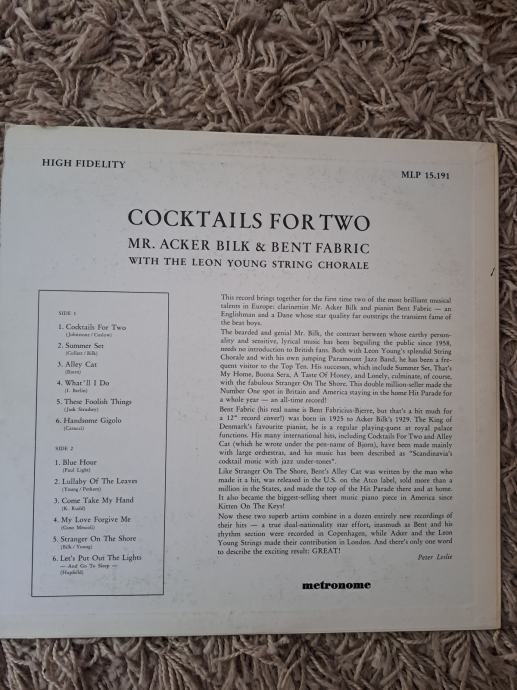 HIGH FIDELITY
MLP 15.191
COCKTAILS FOR TWO
MR. ACKER BILK & BENT FABRIC
WITH THE LEON YOUNG STRING CHORALE
SIDE 1
1. Cocktails For Two
(Johnstone / Coslow)
2. Summer Set
(Collett / Bilk)
3. Alley Cat
(Bjorn)
4. What'll I Do
(I. Berlin)
5. These Foolish Things
(Jack Strachey)
6. Handsome Gigolo
(Casucci)
SIDE 2
1. Blue Hour
(Paul Light)
2. Lullaby Of The Leaves
(Young / Petkere)
3. Come Take My Hand
(K. Rudd)
4. My Love Forgive Me
(Gino Mescoli)
5. Stranger On The Shore
(Bilk / Young)
6. Let's Put Out The Lights
— And Go To Sleep —
(Hupfeld)
This record brings together for the first time two of the most brilliant musical
talents in Europe: clarinettist Mr. Acker Bilk and pianist Bent Fabric — an
Englishman and a Dane whose star quality far outstrips the transient fame of
the beat boys.
The bearded and genial Mr. Bilk, the contrast between whose earthy person-
ality and sensitive, lyrical music has been beguiling the public since 1958,
needs no introduction to British fans. Both with Leon Young's splendid String
Chorale and with his own jumping Paramount Jazz Band, he has been a fre-
quent visitor to the Top Ten. His successes, which include Summer Set, That's
My Home, Buona Sera, A Taste Of Honey, and Lonely, culminate, of course,
with the fabulous Stranger On The Shore. This double million-seller made the
Number One spot in Britain and America staying in the home Hit Parade for
a whole year — an all-time record!
Bent Fabric (his real name is Bent Fabricius-Bjerre, but that's a bit much for
a 12" record cover!) was born in 1925 to Acker Bilk's 1929. The King of
Denmark's favourite pianist, he is a regular playing-guest at royal palace
functions. His many international hits, including Cocktails For Two and Alley
Cat (which he wrote under the pen-name of Bjorn), have been made mainly
with large orchestras, and his music has been described as "Scandinavia's
cocktail music with jazz under-tones".
Like Stranger On The Shore, Bent's Alley Cat was written by the man who
made it a hit, was released in the U.S. on the Atco label, sold more than a
million in the States, and made the top of the Hit Parade there and at home.
It also became the biggest-selling sheet music piano piece in America since
Kitten On The Keys!
Now these two superb artists combine in a dozen entirely new recordings of
their hits — a true dual-nationality star effort, inasmuch as Bent and his
rhythm section were recorded in Copenhagen, while Acker and the Leon
Young Strings made their contribution in London. And there's only one word
to describe the exciting result: GREAT!
Peter Leslie
metronome